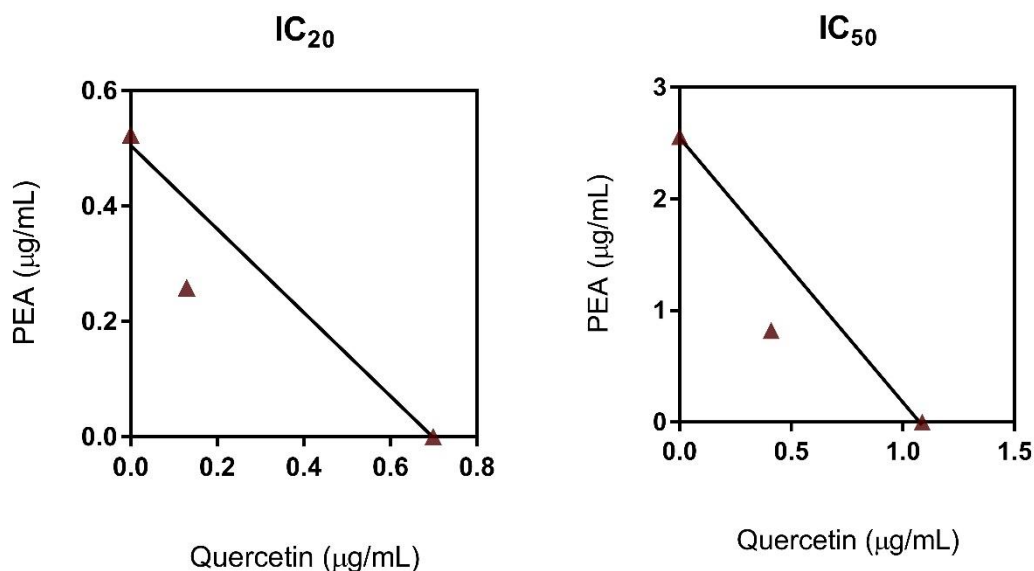 IC20
0.6
0.4
0.2
0.0
0.0 0.2 0.4 0.6 0.8
PEA (μg/mL)
Quercetin (μg/mL)
IC50
3
2
1
0
0.0 0.5 1.0 1.5
PEA (μg/mL)
Quercetin (μg/mL)